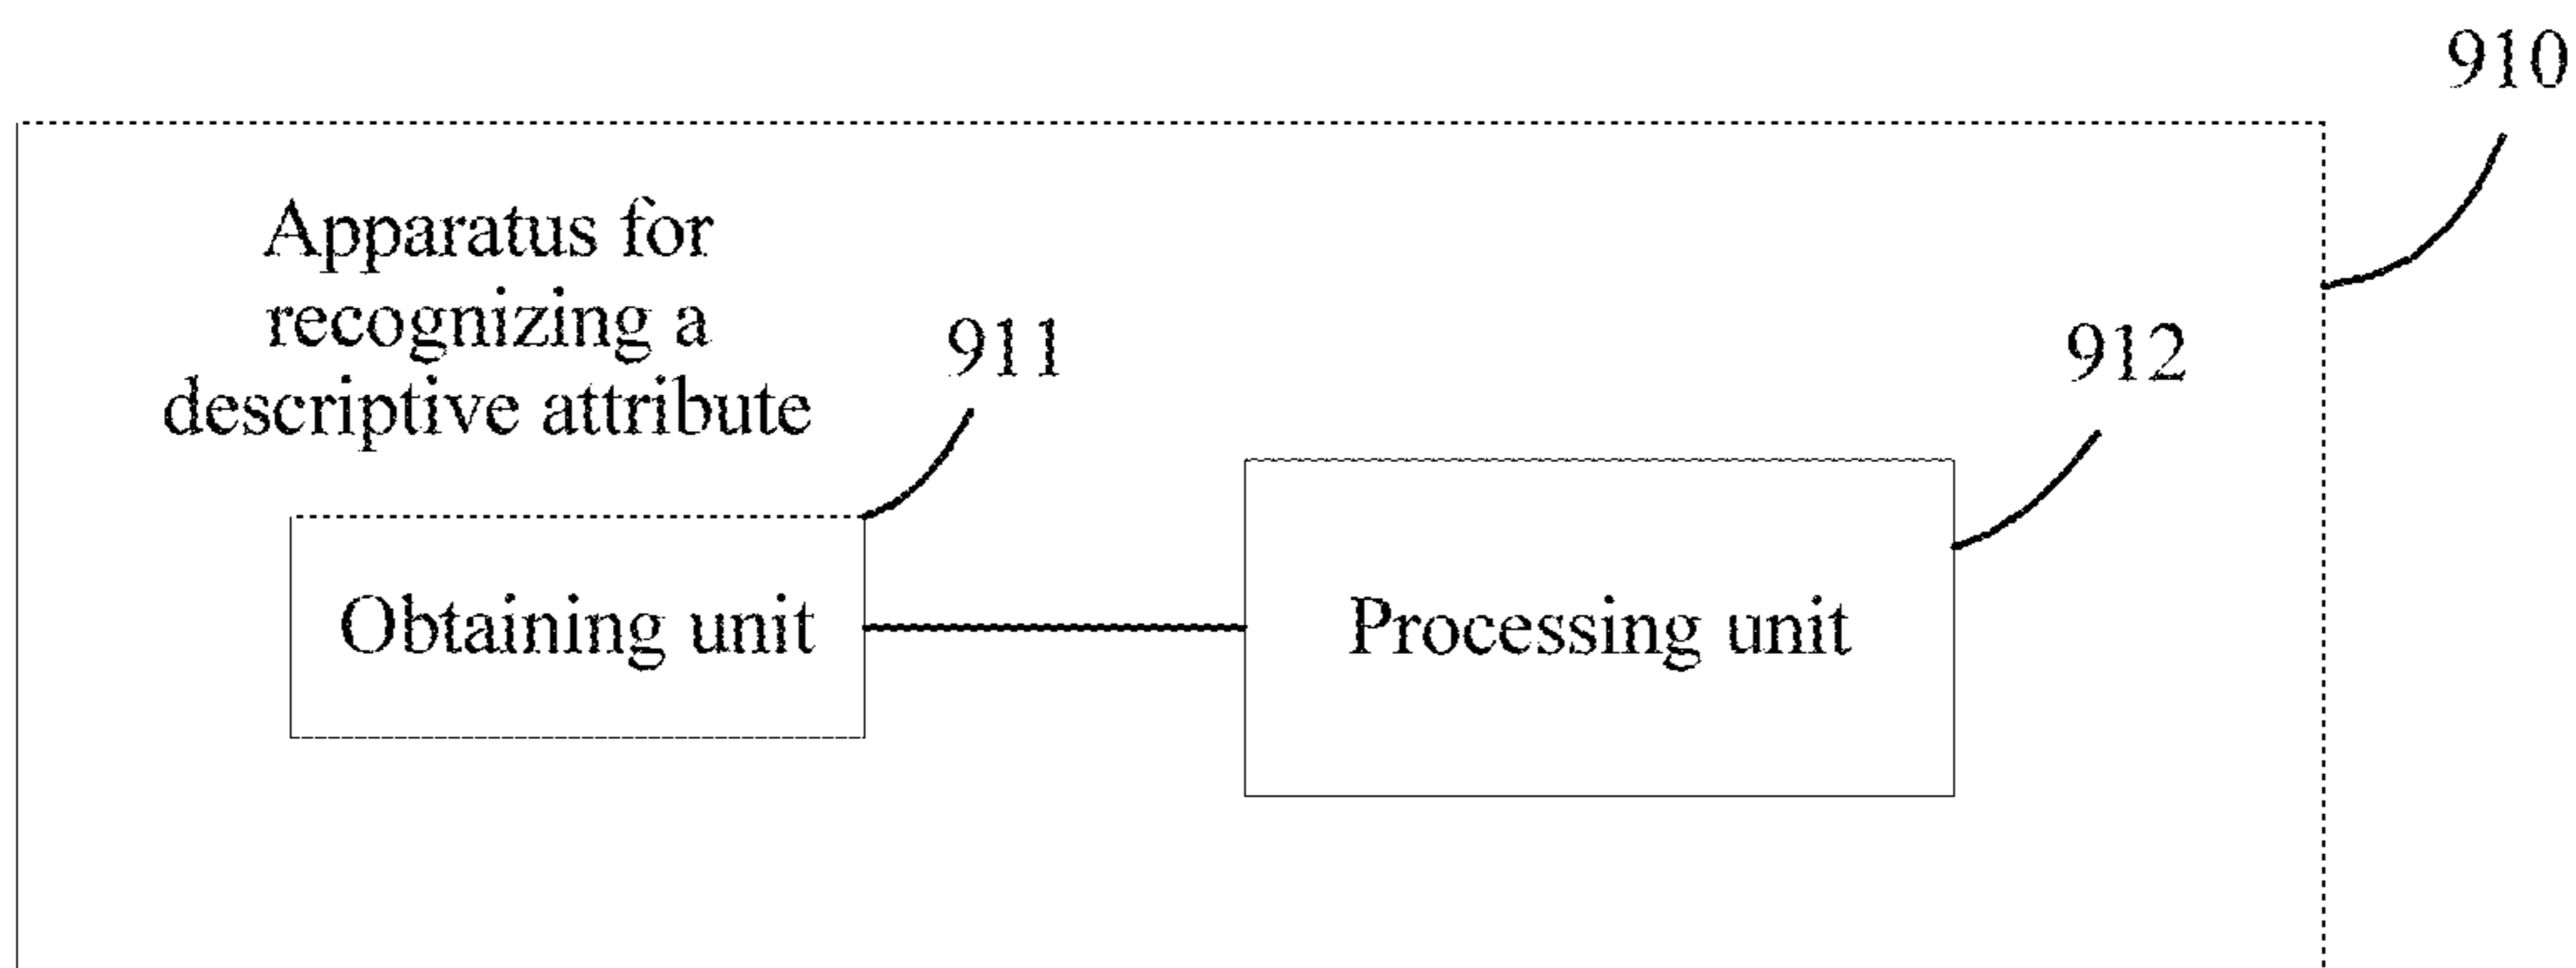 910
Apparatus for
recognizing a
descriptive attribute
911
912
Obtaining unit
Processing unit